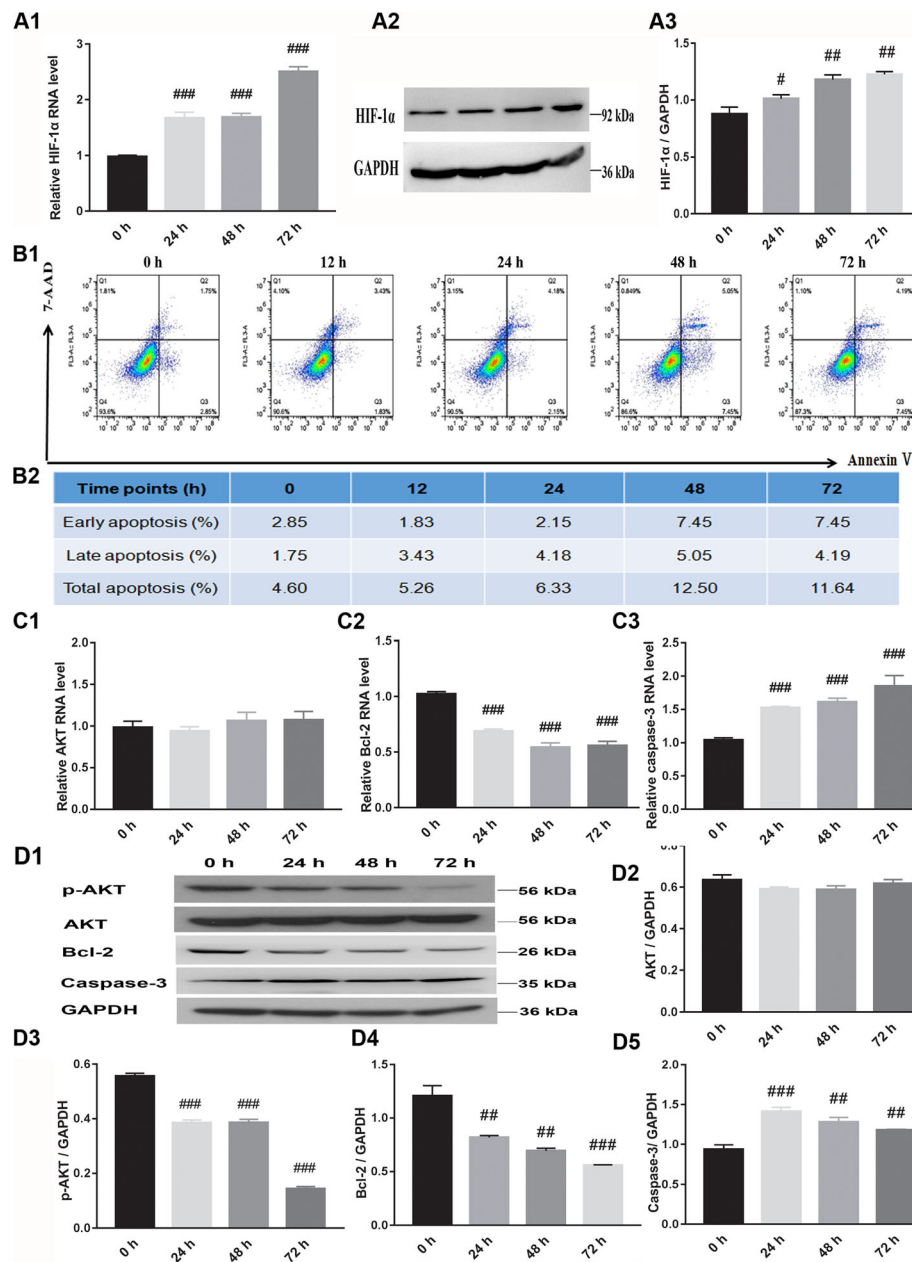 A1
Relative HIF-1α RNA level
3
2
1
0
### ### ###
0 h 24 h 48 h 72 h
A2
HIF-1α 92 kDa
GAPDH 36 kDa
A3
HIF-1α / GAPDH
1.5
1.0
0.5
0.0
# ## ##
0 h 24 h 48 h 72 h
B1
7-AAD
0 h 12 h 24 h 48 h 72 h
Q1 1.81% Q2 1.75% Q4 93.6% Q3 2.85%
Q1 4.10% Q2 3.43% Q4 90.6% Q3 1.83%
Q1 3.15% Q2 4.18% Q4 90.5% Q3 2.15%
Q1 0.849% Q2 5.05% Q4 86.6% Q3 7.45%
Q1 1.10% Q2 4.19% Q4 87.3% Q3 7.45%
Annexin V
B2
Time points (h) 0 12 24 48 72
Early apoptosis (%) 2.85 1.83 2.15 7.45 7.45
Late apoptosis (%) 1.75 3.43 4.18 5.05 4.19
Total apoptosis (%) 4.60 5.26 6.33 12.50 11.64
C1
Relative AKT RNA level
2.0
1.5
1.0
0.5
0.0
0 h 24 h 48 h 72 h
C2
Relative Bcl-2 RNA level
1.5
1.0
0.5
0.0
### ### ###
0 h 24 h 48 h 72 h
C3
Relative caspase-3 RNA level
2.5
2.0
1.5
1.0
0.5
0.0
### ### ###
0 h 24 h 48 h 72 h
D1
0 h 24 h 48 h 72 h
p-AKT 56 kDa
AKT 56 kDa
Bcl-2 26 kDa
Caspase-3 35 kDa
GAPDH 36 kDa
D2
AKT / GAPDH
0.8
0.6
0.4
0.2
0.0
0 h 24 h 48 h 72 h
D3
p-AKT / GAPDH
0.6
0.4
0.2
0.0
### ### ###
0 h 24 h 48 h 72 h
D4
Bcl-2 / GAPDH
1.5
1.0
0.5
0.0
## ## ###
0 h 24 h 48 h 72 h
D5
Caspase-3/ GAPDH
2.0
1.5
1.0
0.5
0.0
### ## ##
0 h 24 h 48 h 72 h